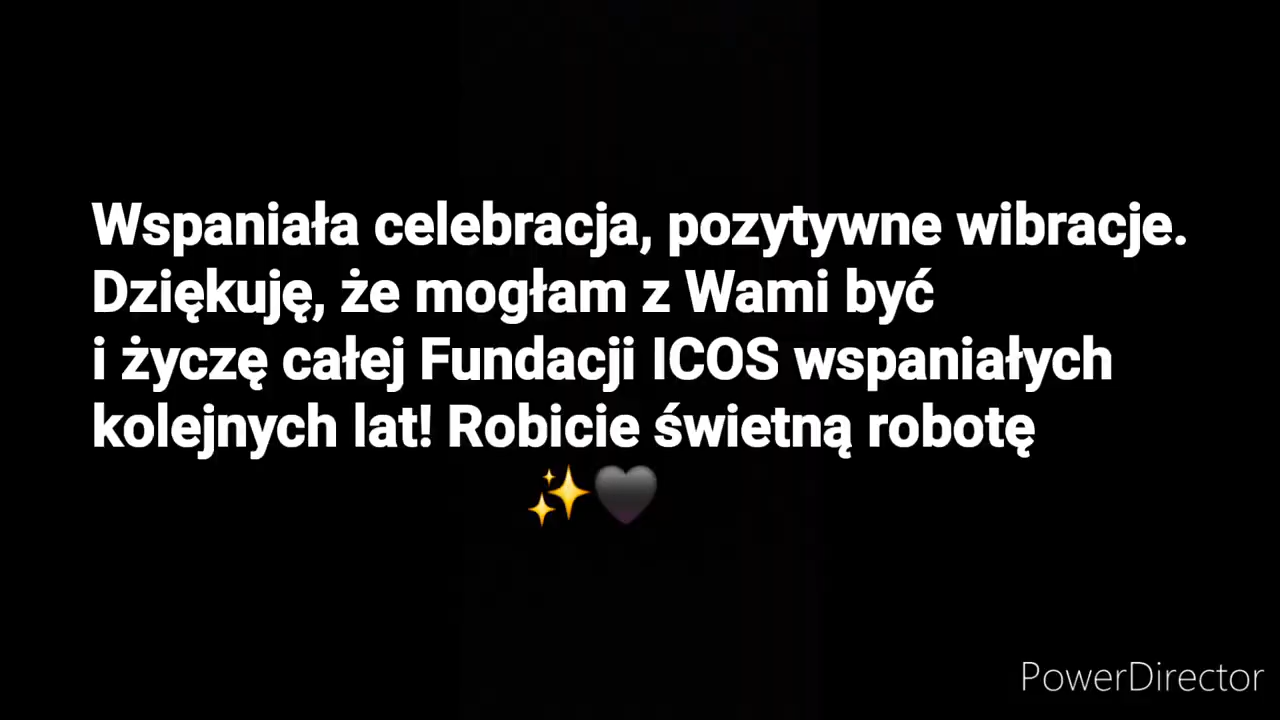 Wspaniała celebracja, pozytywne wibracje.
Dziękuję, że mogłam z Wami być
i życzę całej Fundacji ICOS wspaniałych
kolejnych lat! Robicie świetną robotę
✨🖤
PowerDirector